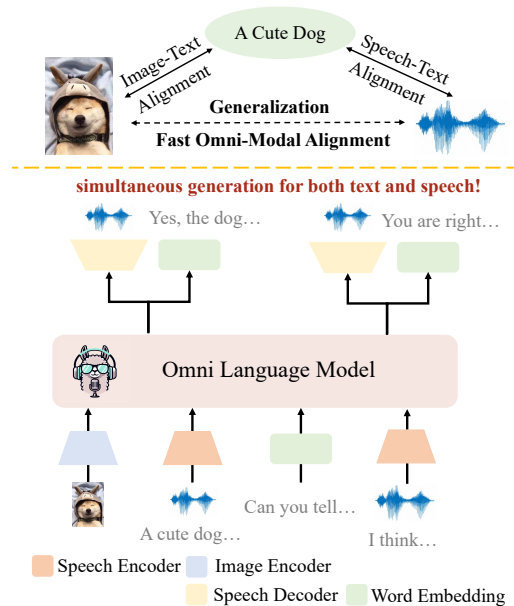 A Cute Dog
Image-Text
Alignment
Speech-Text
Alignment
Generalization
Fast Omni-Modal Alignment
simultaneous generation for both text and speech!
Yes, the dog…
You are right…
Omni Language Model
Can you tell…
A cute dog…
I think…
Speech Encoder
Image Encoder
Speech Decoder
Word Embedding